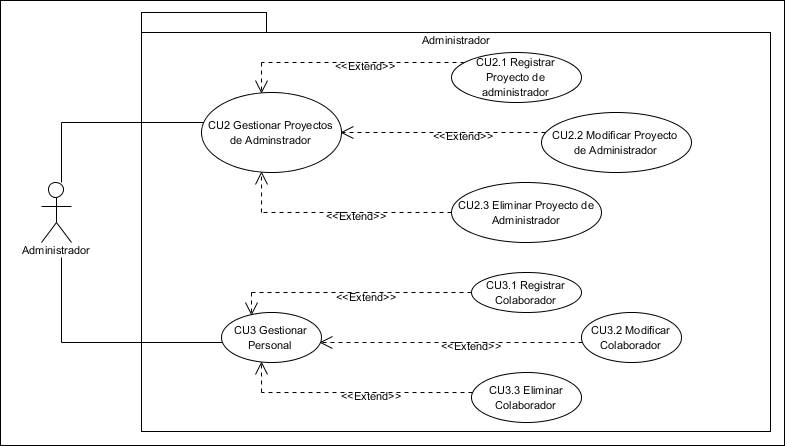 Administrador
<<Extend>>
CU2.1 Registrar
Proyecto de
administrador
CU2 Gestionar Proyectos
de Adminstrador
<<Extend>>
CU2.2 Modificar Proyecto
de Administrador
<<Extend>>
CU2.3 Eliminar Proyecto de
Administrador
Administrador
<<Extend>>
CU3.1 Registrar
Colaborador
CU3 Gestionar
Personal
<<Extend>>
CU3.2 Modificar
Colaborador
<<Extend>>
CU3.3 Eliminar
Colaborador